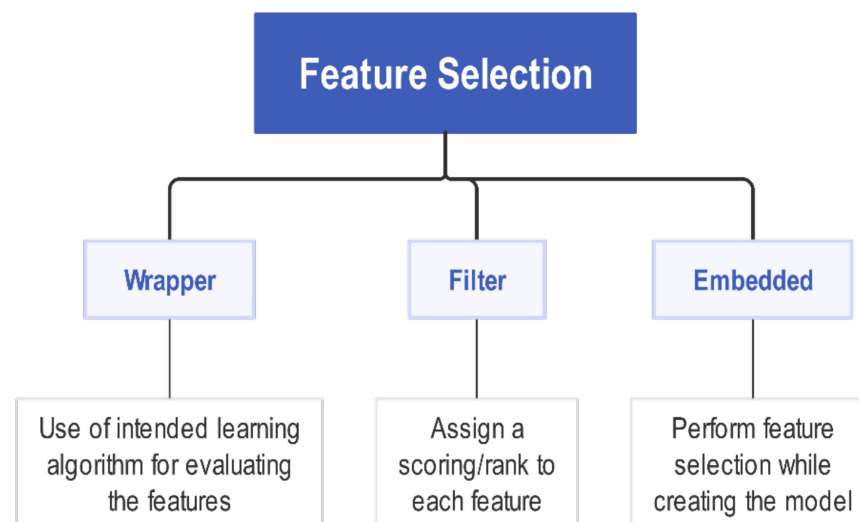 Feature Selection
Wrapper
Filter
Embedded
Use of intended learning
algorithm for evaluating
the features
Assign a
scoring/rank to
each feature
Perform feature
selection while
creating the model